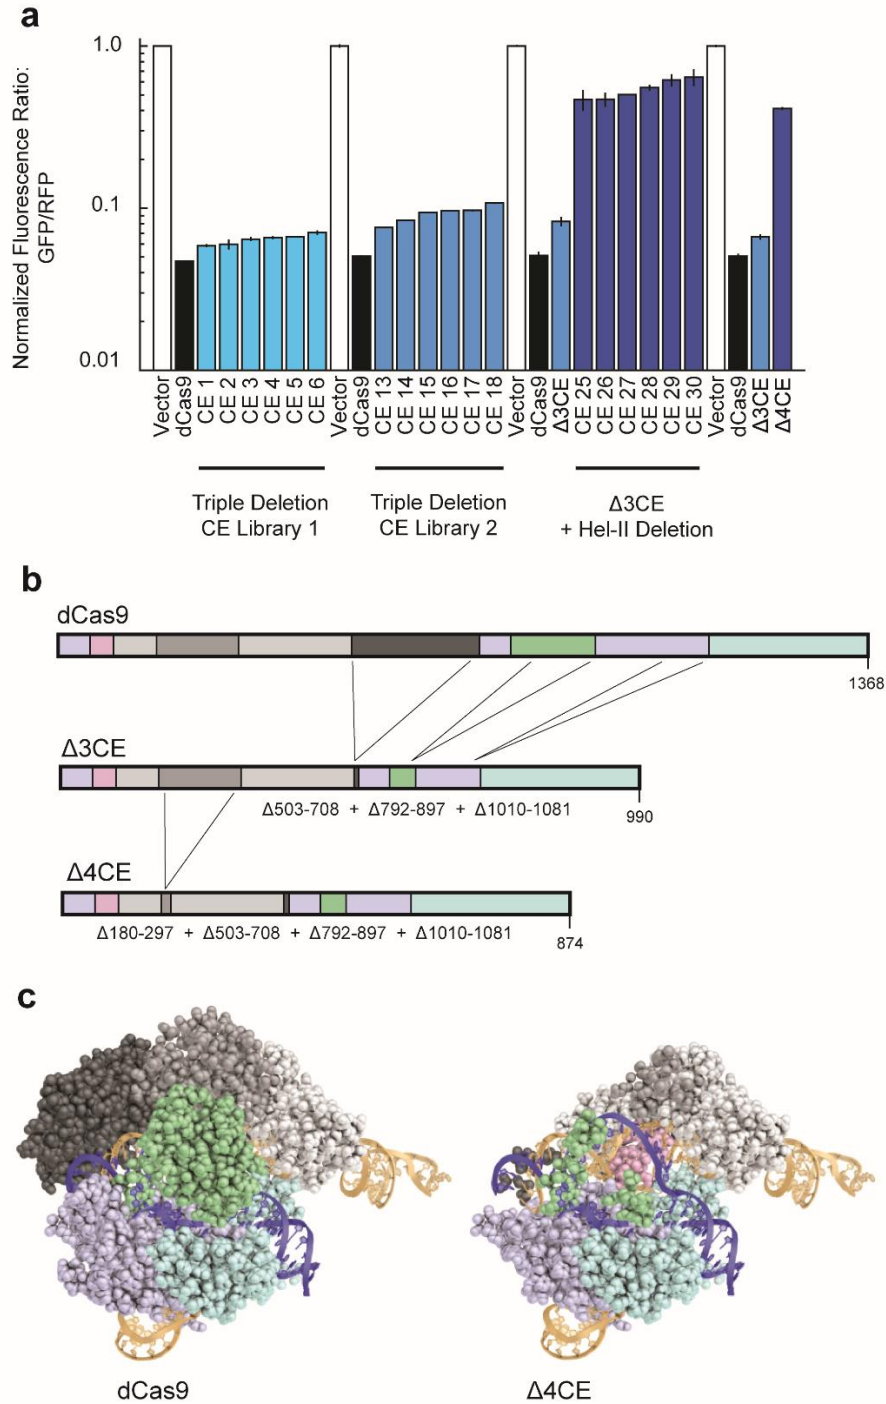 a
Normalized Fluorescence Ratio:
GFP/RFP
1.0
0.1
0.01
Vector
dCas9
CE 1
CE 2
CE 3
CE 4
CE 5
CE 6
Vector
dCas9
CE 13
CE 14
CE 15
CE 16
CE 17
CE 18
Vector
dCas9
Δ3CE
CE 25
CE 26
CE 27
CE 28
CE 29
CE 30
Vector
dCas9
Δ3CE
Δ4CE
Triple Deletion
CE Library 1
Triple Deletion
CE Library 2
Δ3CE
+ Hel-II Deletion
b
dCas9
1368
Δ3CE
Δ503-708 + Δ792-897 + Δ1010-1081
990
Δ4CE
Δ180-297 + Δ503-708 + Δ792-897 + Δ1010-1081
874
c
dCas9
Δ4CE